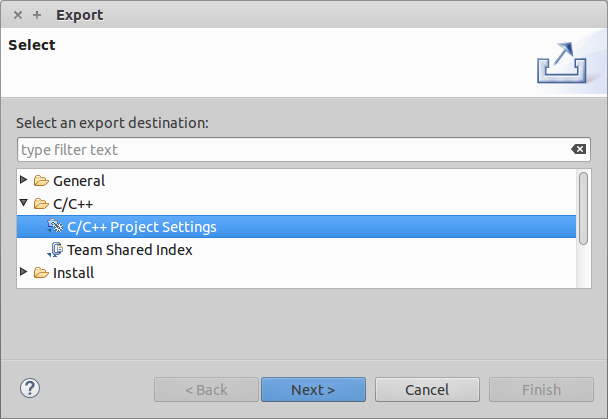 Export
Select
Select an export destination:
type filter text
General
C/C++
C/C++ Project Settings
Team Shared Index
Install
?
< Back
Next >
Cancel
Finish